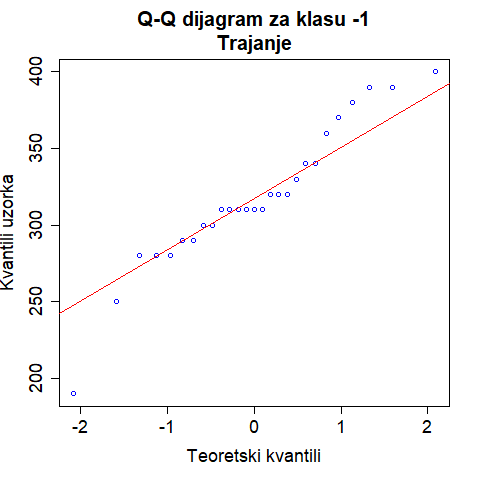 Q-Q dijagram za klasu -1
Trajanje
Kvantili uzorka
400
350
300
250
200
-2
-1
0
1
2
Teoretski kvantili